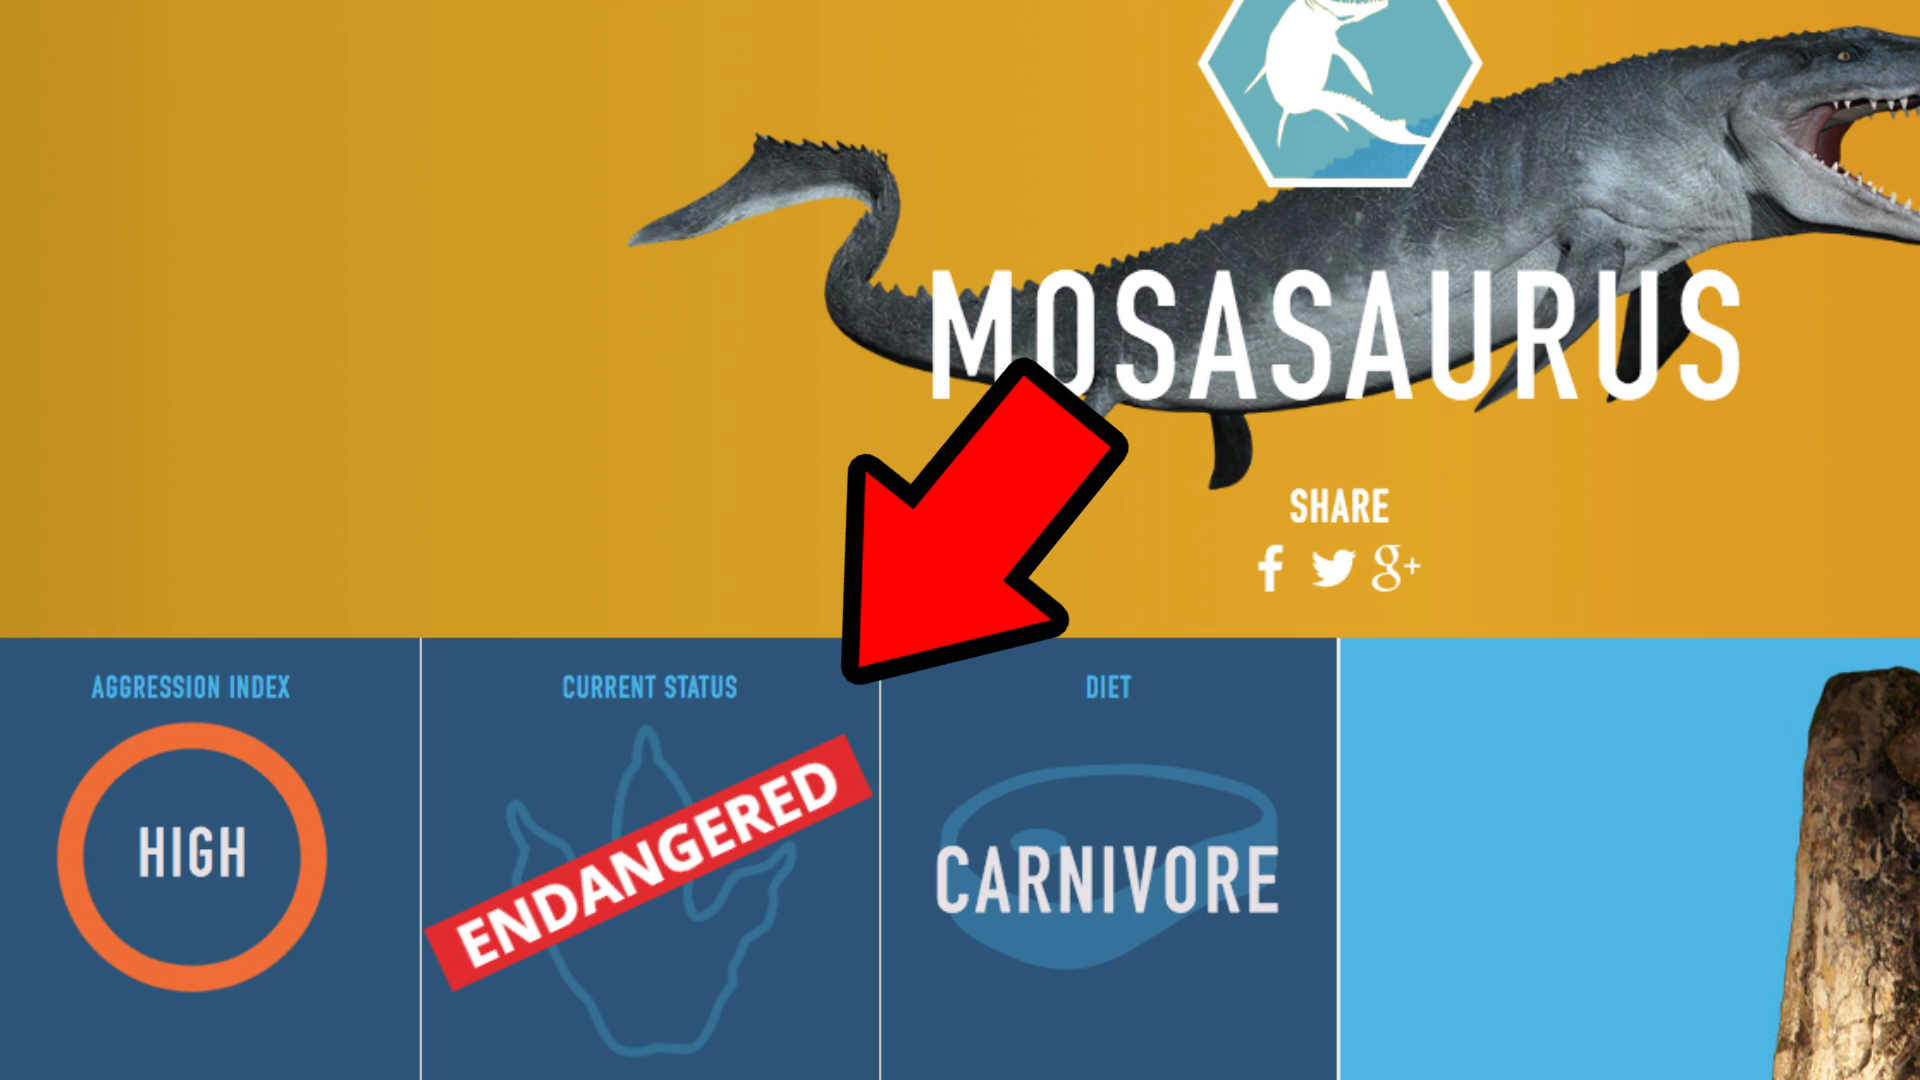 MOSASAURUS
SHARE
f g+
AGGRESSION INDEX
HIGH
CURRENT STATUS
ENDANGERED
DIET
CARNIVORE